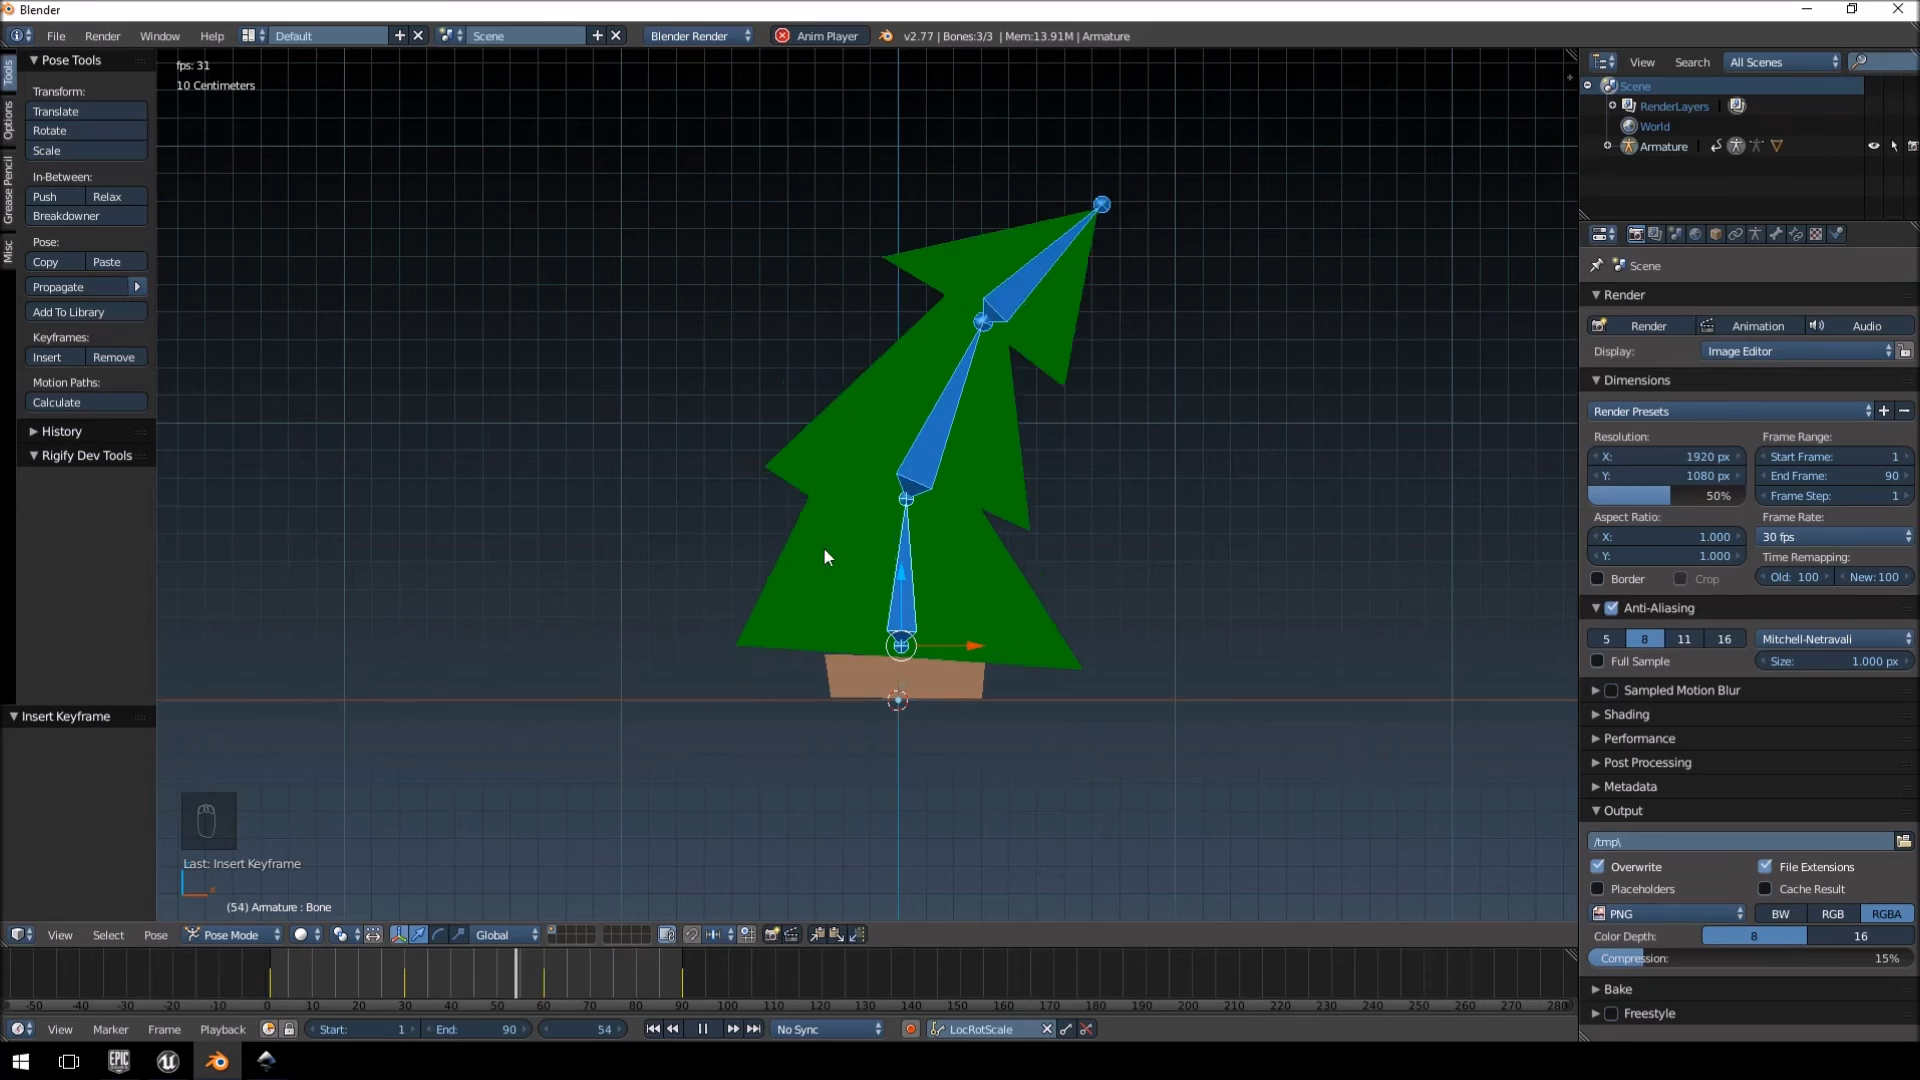 Blender
File Render Window Help Default Scene Blender Render Anim Player v2.77 | Bones:3/3 | Mem:13.91M | Armature
Pose Tools
Transform:
Translate
Rotate
Scale
In-Between:
Push Relax
Breakdowner
Pose:
Copy Paste
Propagate
Add To Library
Keyframes:
Insert Remove
Motion Paths:
Calculate
History
Rigify Dev Tools
Insert Keyframe
Tools
Options
Grease Pencil
Misc
fps: 31
10 Centimeters
Last: Insert Keyframe
(54) Armature : Bone
View Select Pose Pose Mode Global
-50 -40 -30 -20 -10 0 10 20 30 40 50 60 70 80 90 100 110 120 130 140 150 160 170 180 190 200 210 220 230 240 250 260 270 280
View Marker Frame Playback Start: 1 End: 90 54 No Sync LocRotScale
View Search All Scenes
Scene
RenderLayers
World
Armature
Scene
Render
Render Animation Audio
Display: Image Editor
Dimensions
Render Presets
Resolution: Frame Range:
X: 1920 px Start Frame: 1
Y: 1080 px End Frame: 90
50% Frame Step: 1
Aspect Ratio: Frame Rate:
X: 1.000 30 fps
Y: 1.000 Time Remapping:
Border Crop Old: 100 New: 100
Anti-Aliasing
5 8 11 16 Mitchell-Netravali
Full Sample Size: 1.000 px
Sampled Motion Blur
Shading
Performance
Post Processing
Metadata
Output
/tmp\
Overwrite File Extensions
Placeholders Cache Result
PNG BW RGB RGBA
Color Depth: 8 16
Compression: 15%
Bake
Freestyle
EPIC